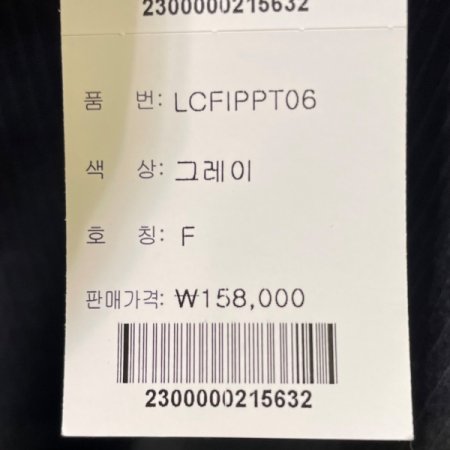 2300000215632
품 번: LCFIPPT06
색 상: 그레이
호 칭: F
판매가격: ₩158,000
2300000215632